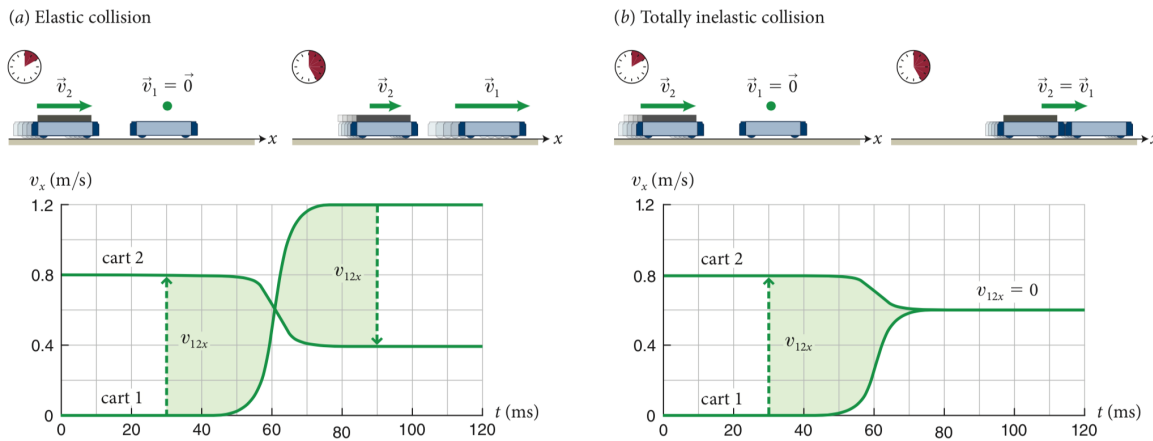 (a) Elastic collision
v⃗₂
v⃗₁ = 0⃗
v⃗₂
v⃗₁
x
x
vₓ (m/s)
1.2
0.8
0.4
0
cart 2
cart 1
v₁₂ₓ
v₁₂ₓ
0 20 40 60 80 100 120
t (ms)
(b) Totally inelastic collision
v⃗₂
v⃗₁ = 0⃗
v⃗₂ = v⃗₁
x
x
vₓ (m/s)
1.2
0.8
0.4
0
cart 2
cart 1
v₁₂ₓ
v₁₂ₓ = 0
0 20 40 60 80 100 120
t (ms)